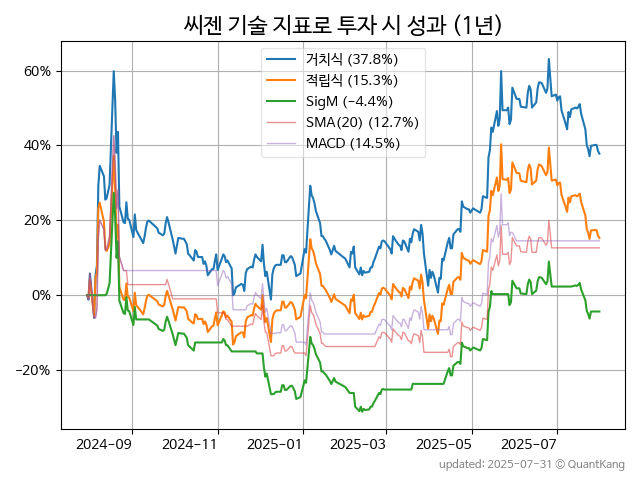 씨젠 기술 지표로 투자 시 성과 (1년)
거치식 (37.8%)
적립식 (15.3%)
SigM (-4.4%)
SMA(20) (12.7%)
MACD (14.5%)
60%
40%
20%
0%
−20%
2024-09 2024-11 2025-01 2025-03 2025-05 2025-07
updated: 2025-07-31 © QuantKang